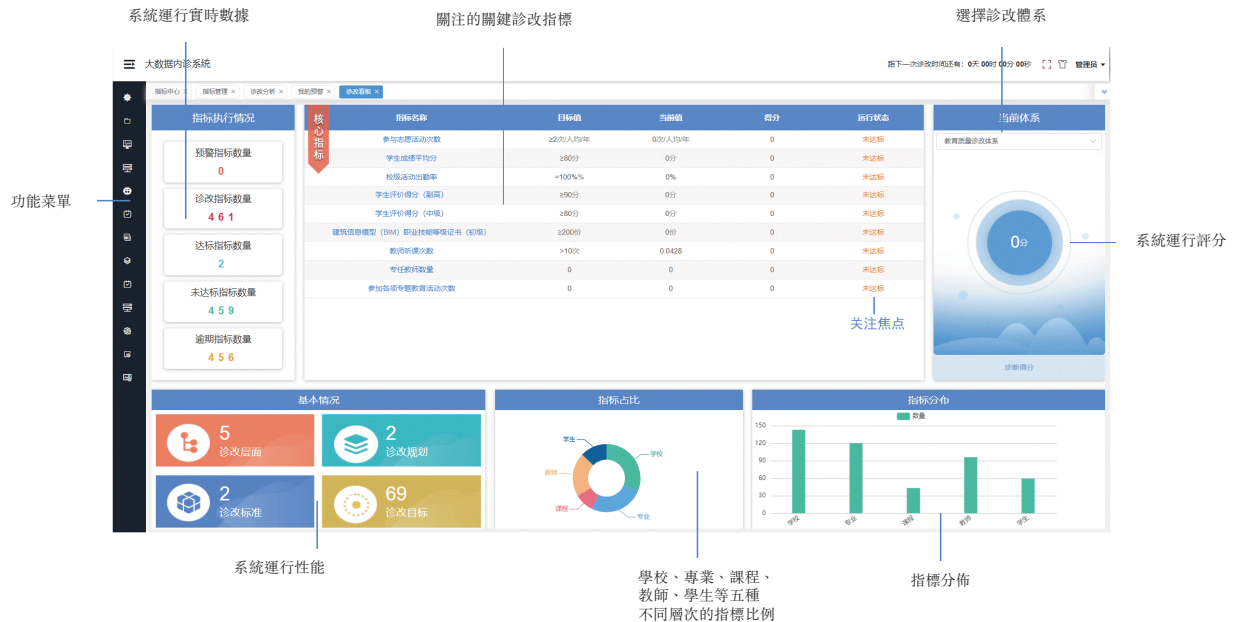 系統運行實時數據
關注的關鍵診改指標
選擇診改體系
大数据内诊系统
距下一次诊改时间还有：0天 00时 00分 00秒
管理员
指标中心 ×
指标管理 ×
诊改分析 ×
我的预警 ×
诊改看板 ×
指标执行情况
预警指标数量
0
诊改指标数量
4 6 1
达标指标数量
2
未达标指标数量
4 5 9
逾期指标数量
4 5 6
核心指标
指标名称 目标值 当前值 得分 运行状态
参与志愿活动次数 ≥2次/人均/年 0次/人均/年 0 未达标
学生成绩平均分 ≥80分 0分 0 未达标
校级活动出勤率 =100%% 0% 0 未达标
学生评价得分（副高） ≥90分 0分 0 未达标
学生评价得分（中级） ≥80分 0分 0 未达标
建筑信息模型（BIM）职业技能等级证书（初级） ≥200份 0份 0 未达标
教师听课次数 >10次 0.0428 0 未达标
专任教师数量 0 0 0 未达标
参加各项专题教育活动次数 0 0 0 未达标
关注焦点
当前体系
教育质量诊改体系
0分
诊断得分
功能菜單
系統運行評分
基本情况
5
诊改层面
2
诊改规划
2
诊改标准
69
诊改目标
指标占比
学生
学校
教师
课程
专业
指标分布
数量
150
120
90
60
30
0
学校 专业 课程 教师 学生
系統運行性能
學校、專業、課程、
教師、學生等五種
不同層次的指標比例
指標分佈